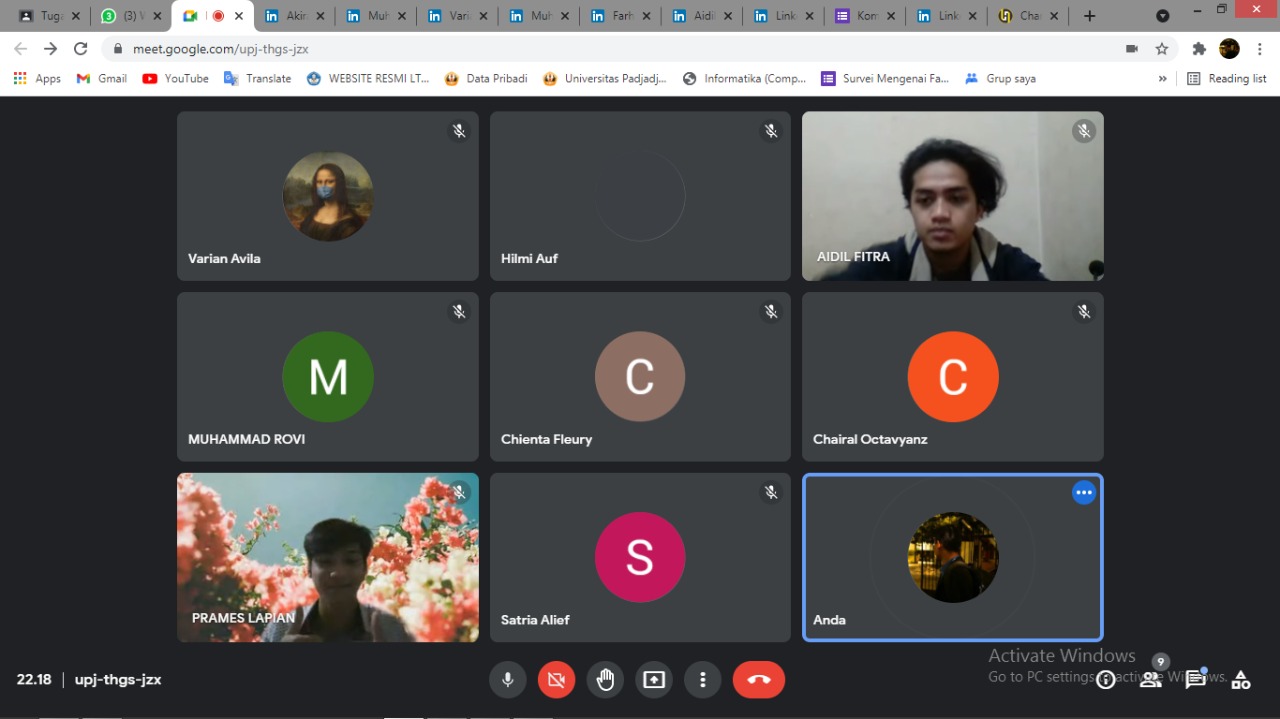 Tuga
(3) W
Akir
Muh
Vari
Muh
Farh
Aidil
Link
Kom
Link
Cha
meet.google.com/upj-thgs-jzx
Apps
Gmail
YouTube
Translate
WEBSITE RESMI LT...
Data Pribadi
Universitas Padjadj...
Informatika (Comp...
Survei Mengenai Fa...
Grup saya
»
Reading list
Varian Avila
Hilmi Auf
AIDIL FITRA
M
MUHAMMAD ROVI
C
Chienta Fleury
C
Chairal Octavyanz
PRAMES LAPIAN
S
Satria Alief
Anda
Activate Windows
Go to PC settings to activate Windows.
22.18 | upj-thgs-jzx
9